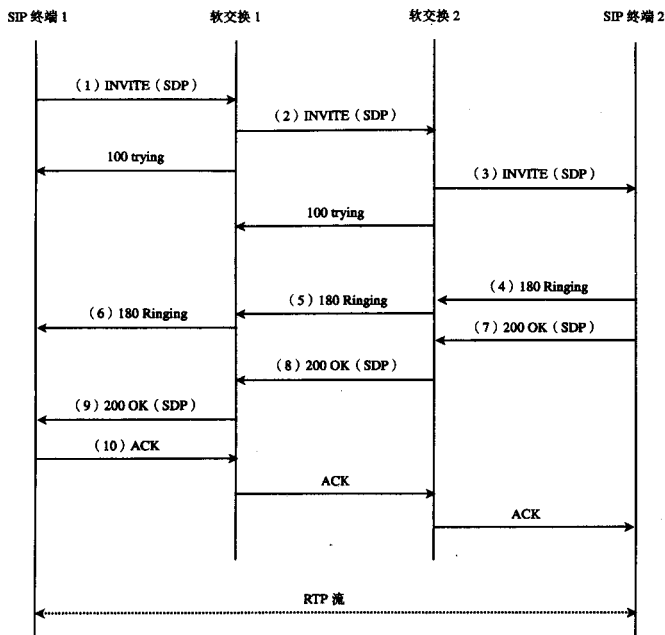 SIP 终端 1
软交换 1
软交换 2
SIP 终端 2
（1）INVITE（SDP）
（2）INVITE（SDP）
100 trying
（3）INVITE（SDP）
100 trying
（4）180 Ringing
（5）180 Ringing
（6）180 Ringing
（7）200 OK（SDP）
（8）200 OK（SDP）
（9）200 OK（SDP）
（10）ACK
ACK
ACK
RTP 流